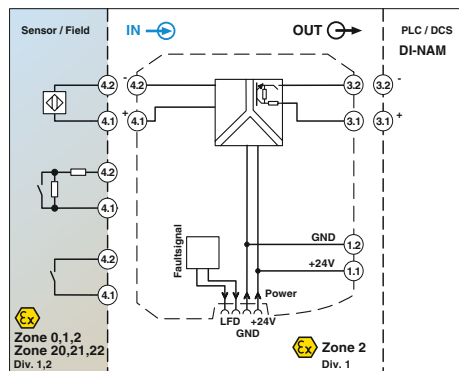 Sensor / Field
IN
OUT
PLC / DCS
DI-NAM
4.2
-
4.2
3.2
3.2
-
4.1
+
4.1
3.1
3.1
+
4.2
4.1
4.2
4.1
Faultsignal
GND
1.2
+24V
1.1
Power
LFD
+24V
GND
Ex
Zone 0,1,2
Zone 20,21,22
Div. 1,2
Ex
Zone 2
Div. 1